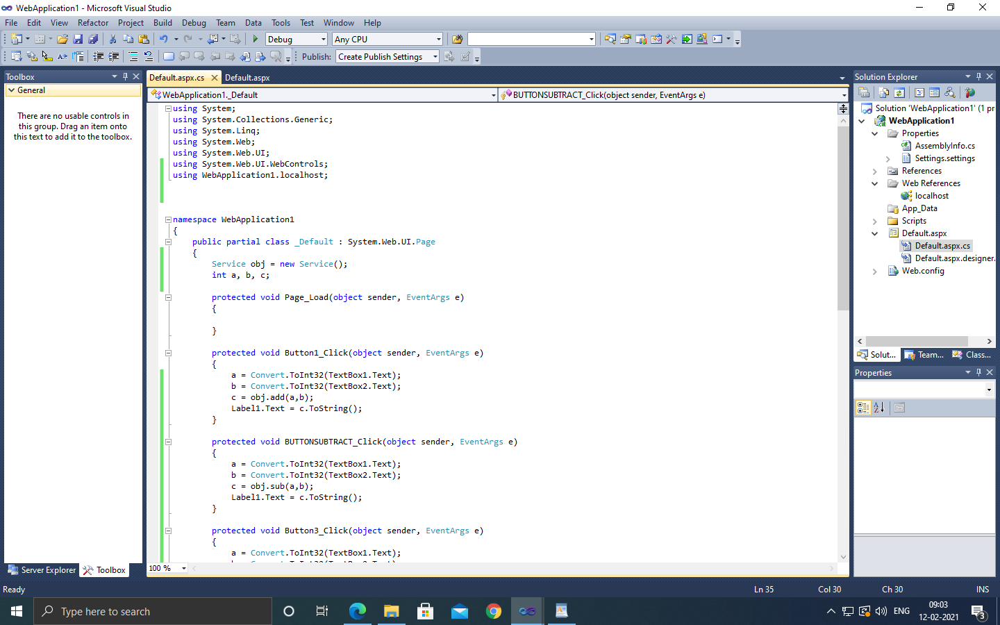 WebApplication1 - Microsoft Visual Studio
File Edit View Refactor Project Build Debug Team Data Tools Test Window Help
Debug Any CPU
Publish: Create Publish Settings
Toolbox
General
There are no usable controls in
this group. Drag an item onto
this text to add it to the toolbox.
Server Explorer Toolbox
Default.aspx.cs Default.aspx
WebApplication1._Default BUTTONSUBTRACT_Click(object sender, EventArgs e)
using System;
using System.Collections.Generic;
using System.Linq;
using System.Web;
using System.Web.UI;
using System.Web.UI.WebControls;
using WebApplication1.localhost;
namespace WebApplication1
{
public partial class _Default : System.Web.UI.Page
{
Service obj = new Service();
int a, b, c;
protected void Page_Load(object sender, EventArgs e)
{
}
protected void Button1_Click(object sender, EventArgs e)
{
a = Convert.ToInt32(TextBox1.Text);
b = Convert.ToInt32(TextBox2.Text);
c = obj.add(a,b);
Label1.Text = c.ToString();
}
protected void BUTTONSUBTRACT_Click(object sender, EventArgs e)
{
a = Convert.ToInt32(TextBox1.Text);
b = Convert.ToInt32(TextBox2.Text);
c = obj.sub(a,b);
Label1.Text = c.ToString();
}
protected void Button3_Click(object sender, EventArgs e)
{
a = Convert.ToInt32(TextBox1.Text);
100 %
Solution Explorer
Solution 'WebApplication1' (1 pr
WebApplication1
Properties
AssemblyInfo.cs
Settings.settings
References
Web References
localhost
App_Data
Scripts
Default.aspx
Default.aspx.cs
Default.aspx.designer.
Web.config
Solut... Team... Class...
Properties
Ready Ln 35 Col 30 Ch 30 INS
Type here to search
ENG
09:03
12-02-2021
3